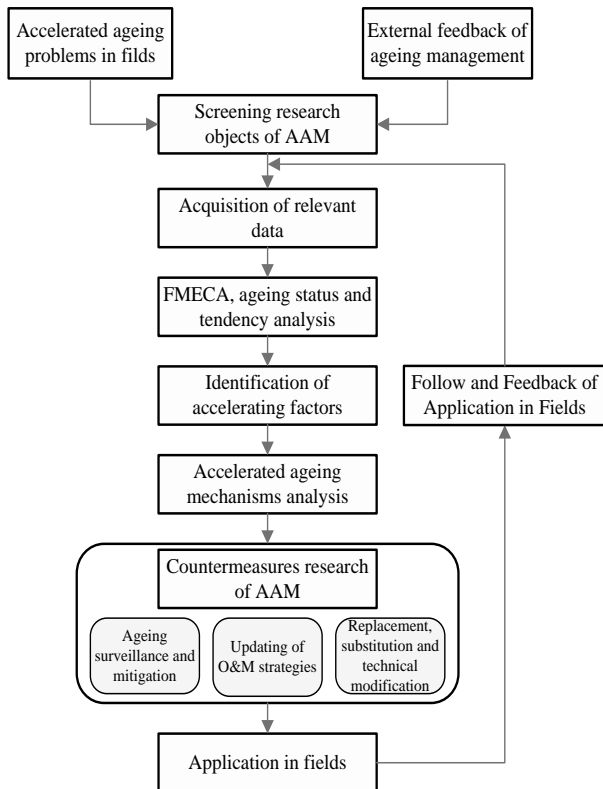 Accelerated ageing
problems in filds
External feedback of
ageing management
Screening research
objects of AAM
Acquisition of relevant
data
FMECA, ageing status and
tendency analysis
Identification of
accelerating factors
Follow and Feedback of
Application in Fields
Accelerated ageing
mechanisms analysis
Countermeasures research
of AAM
Ageing
surveillance and
mitigation
Updating of
O&M strategies
Replacement,
substitution and
technical
modification
Application in fields